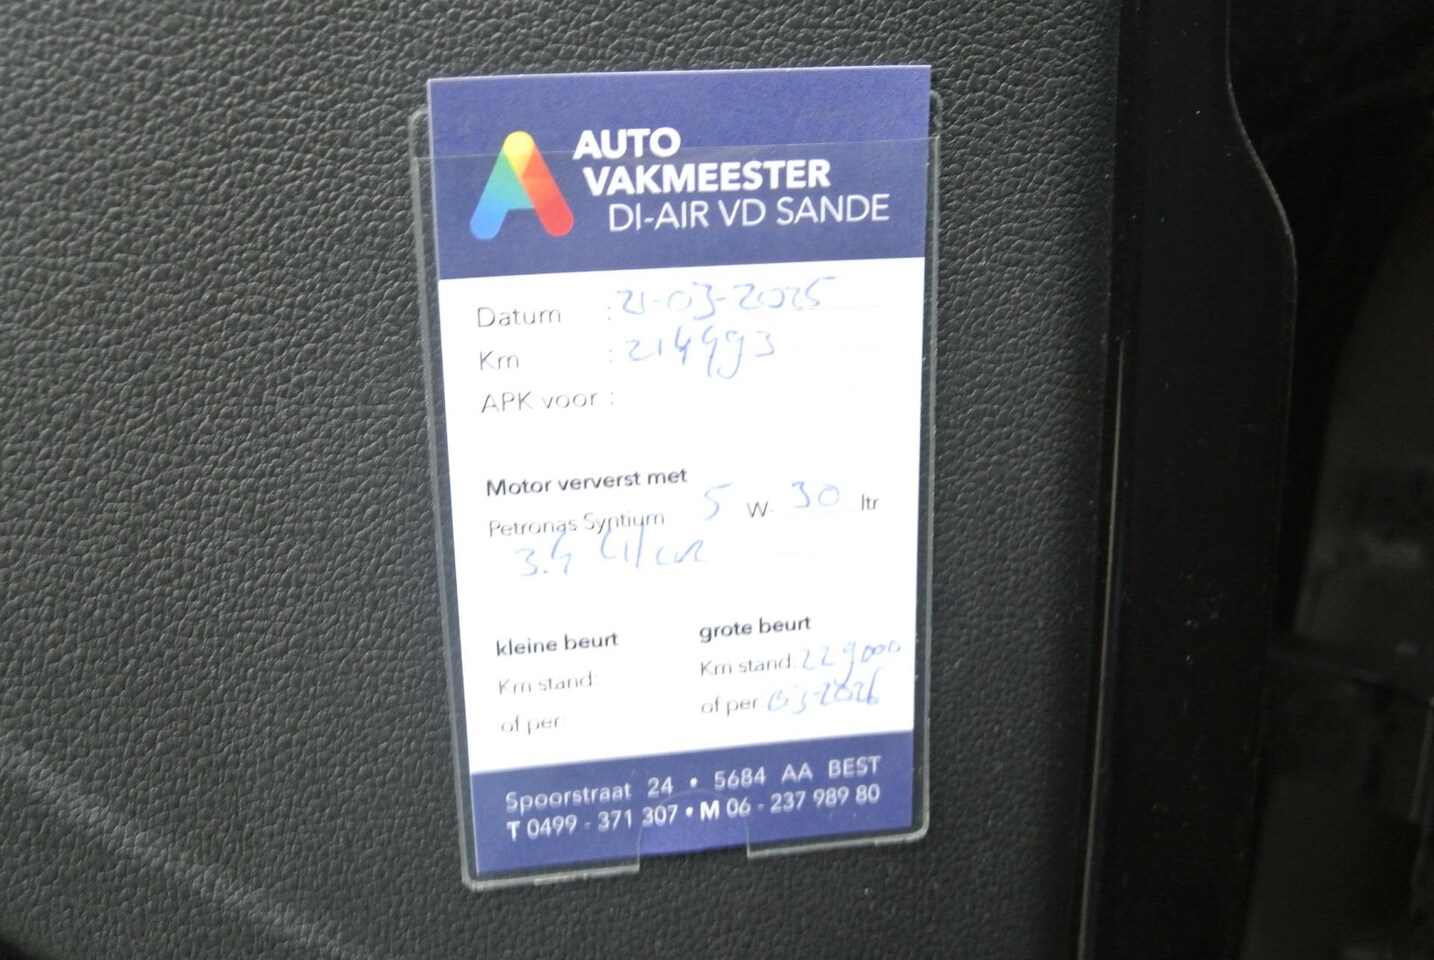 AUTO
VAKMEESTER
DI-AIR VD SANDE
Datum : 21-03-2025
Km : 214993
APK voor :
Motor ververst met
Petronas Syntium 5 W- 30 ltr
3.4
kleine beurt
Km stand:
of per:
grote beurt
Km stand: 229000
of per: 03-2026
Spoorstraat 24 • 5684 AA BEST
T 0499 - 371 307 • M 06 - 237 989 80